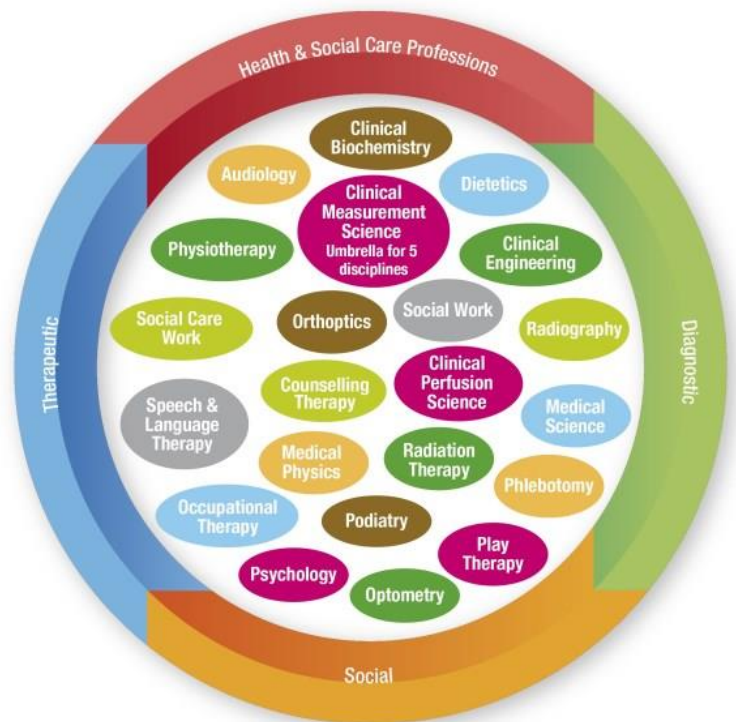 Health & Social Care Professions
Clinical
Biochemistry
Audiology
Dietetics
Clinical
Measurement
Science
Umbrella for 5
disciplines
Physiotherapy
Clinical
Engineering
Social Care
Work
Orthoptics
Social Work
Radiography
Therapeutic
Diagnostic
Counselling
Therapy
Clinical
Perfusion
Science
Speech &
Language
Therapy
Medical
Science
Medical
Physics
Radiation
Therapy
Phlebotomy
Occupational
Therapy
Podiatry
Play
Therapy
Psychology
Optometry
Social